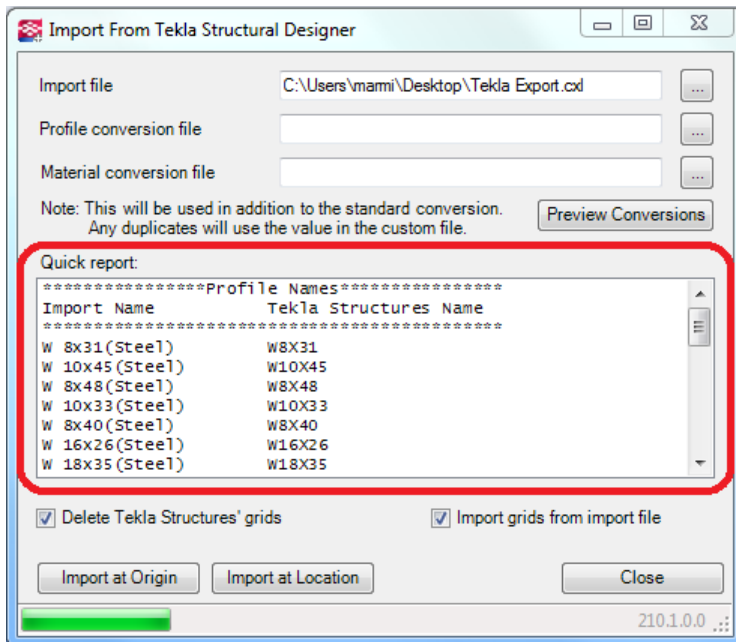 Import From Tekla Structural Designer
Import file C:\Users\marmi\Desktop\Tekla Export.cxl ...
Profile conversion file ...
Material conversion file ...
Note: This will be used in addition to the standard conversion.
Any duplicates will use the value in the custom file.
Preview Conversions
Quick report:
****************Profile Names****************
Import Name Tekla Structures Name
*********************************************
W 8x31(Steel) W8X31
W 10x45(Steel) W10X45
W 8x48(Steel) W8X48
W 10x33(Steel) W10X33
W 8x40(Steel) W8X40
W 16x26(Steel) W16X26
W 18x35(Steel) W18X35
Delete Tekla Structures' grids Import grids from import file
Import at Origin Import at Location Close
210.1.0.0